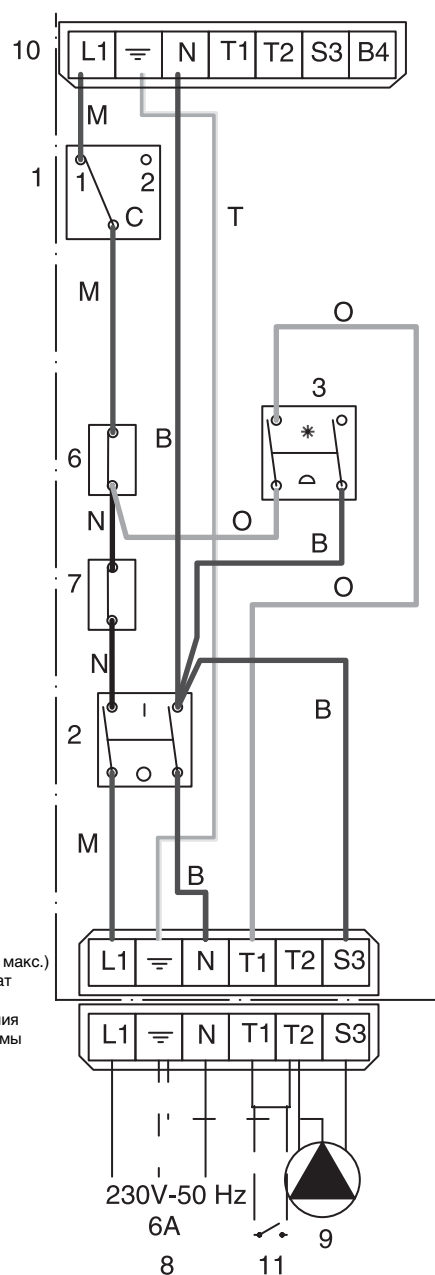 10 L1 ⏚ N T1 T2 S3 B4
M
1 1 2
C T
M
O
3
6 B
N O
B
7 O
N
I
2 B
M
B
макс.)
ат L1 ⏚ N T1 T2 S3
ия
мы L1 ⏚ N T1 T2 S3
230V-50 Hz
6A
9
8 11